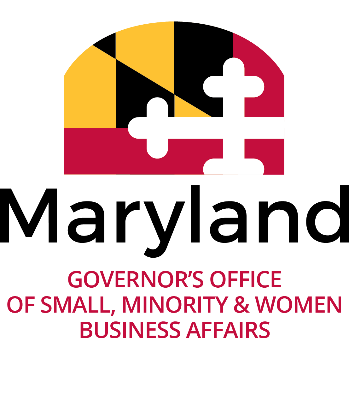 Maryland
GOVERNOR'S OFFICE
OF SMALL, MINORITY & WOMEN
BUSINESS AFFAIRS